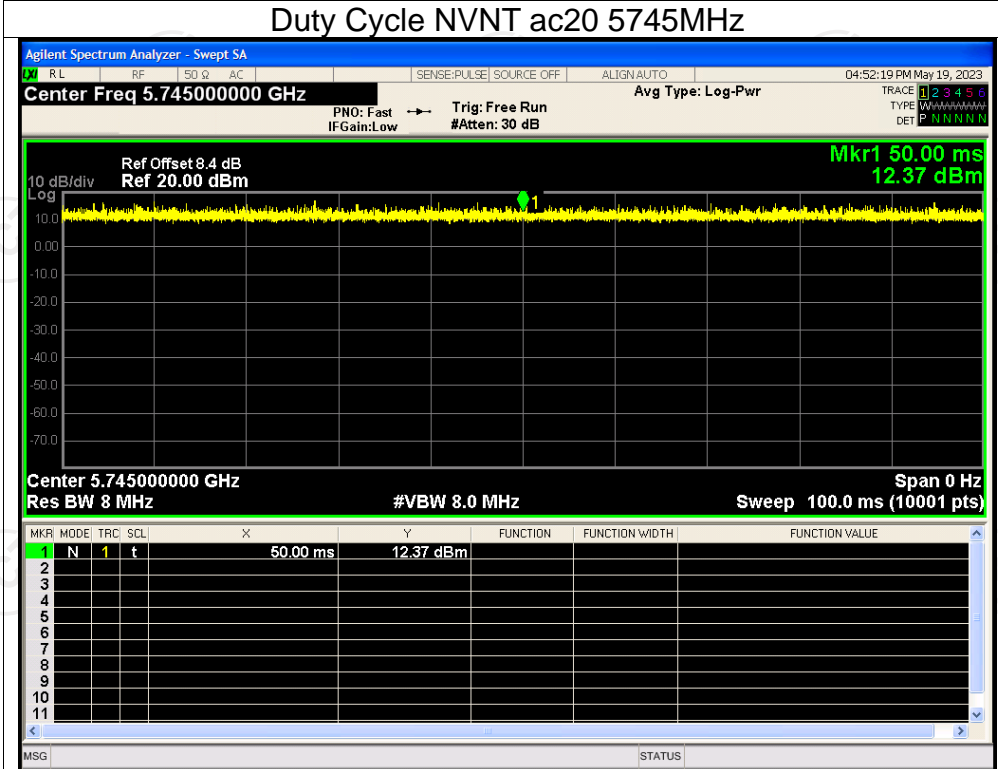 Duty Cycle NVNT ac20 5745MHz
Agilent Spectrum Analyzer - Swept SA
LXI RL RF 50 Ω AC SENSE:PULSE SOURCE OFF ALIGN AUTO 04:52:19 PM May 19, 2023
Center Freq 5.745000000 GHz Avg Type: Log-Pwr TRACE 1 2 3 4 5 6
PNO: Fast Trig: Free Run TYPE WWWWWW
IFGain:Low #Atten: 30 dB DET P N N N N N
Mkr1 50.00 ms
Ref Offset 8.4 dB
10 dB/div Ref 20.00 dBm 12.37 dBm
Log
1
10.0
0.00
-10.0
-20.0
-30.0
-40.0
-50.0
-60.0
-70.0
Center 5.745000000 GHz Span 0 Hz
Res BW 8 MHz #VBW 8.0 MHz Sweep 100.0 ms (10001 pts)
MKR MODE TRC SCL X Y FUNCTION FUNCTION WIDTH FUNCTION VALUE
1 N 1 t 50.00 ms 12.37 dBm
2
3
4
5
6
7
8
9
10
11
MSG STATUS